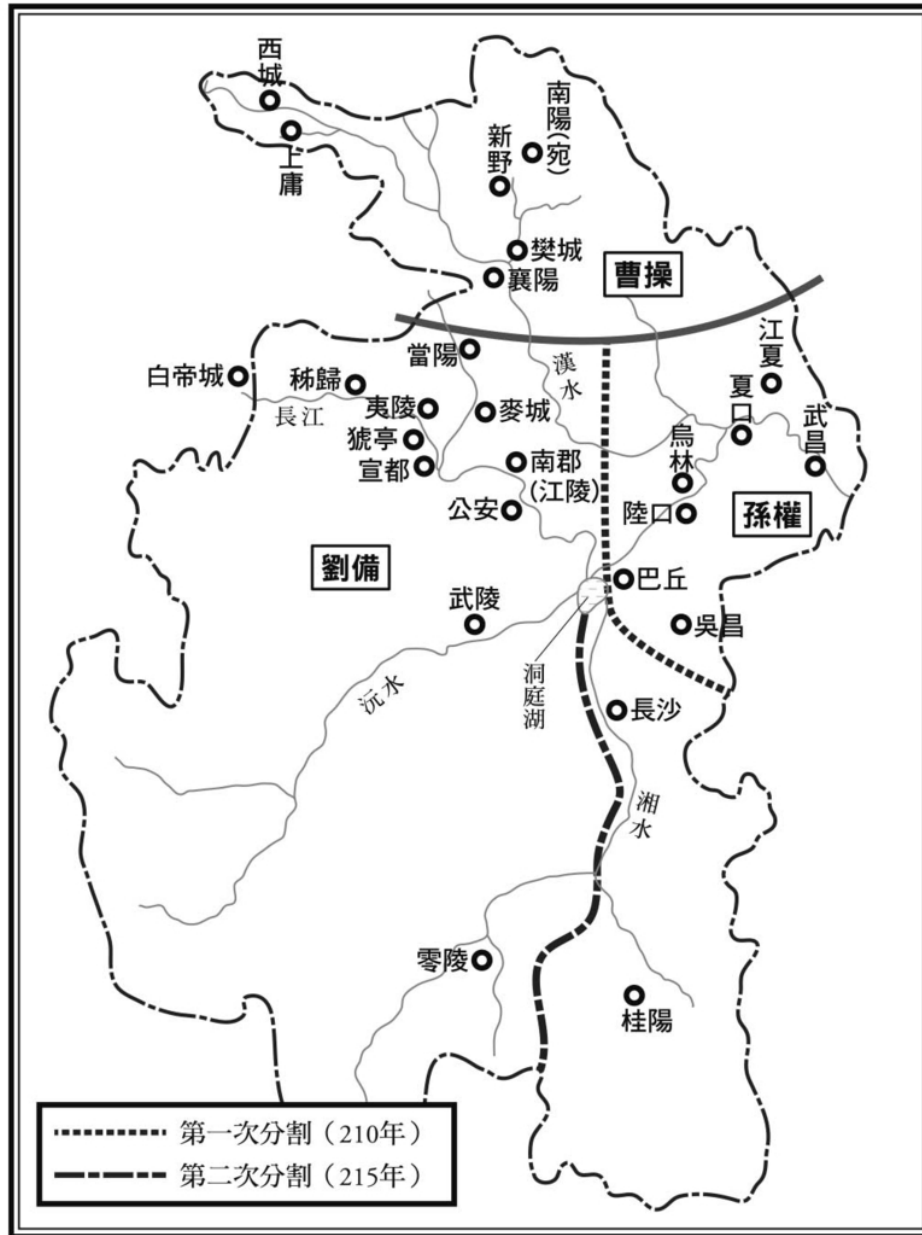 西城
上庸
南陽(宛)
新野
樊城
襄陽
曹操
江夏
當陽
漢水
夏口
白帝城
秭歸
長江
夷陵
麥城
武昌
猇亭
烏林
宣都
南郡
(江陵)
公安
陸口
孫權
劉備
巴丘
武陵
吳昌
洞庭湖
沅水
長沙
湘水
零陵
桂陽
第一次分割(210年)
第二次分割(215年)